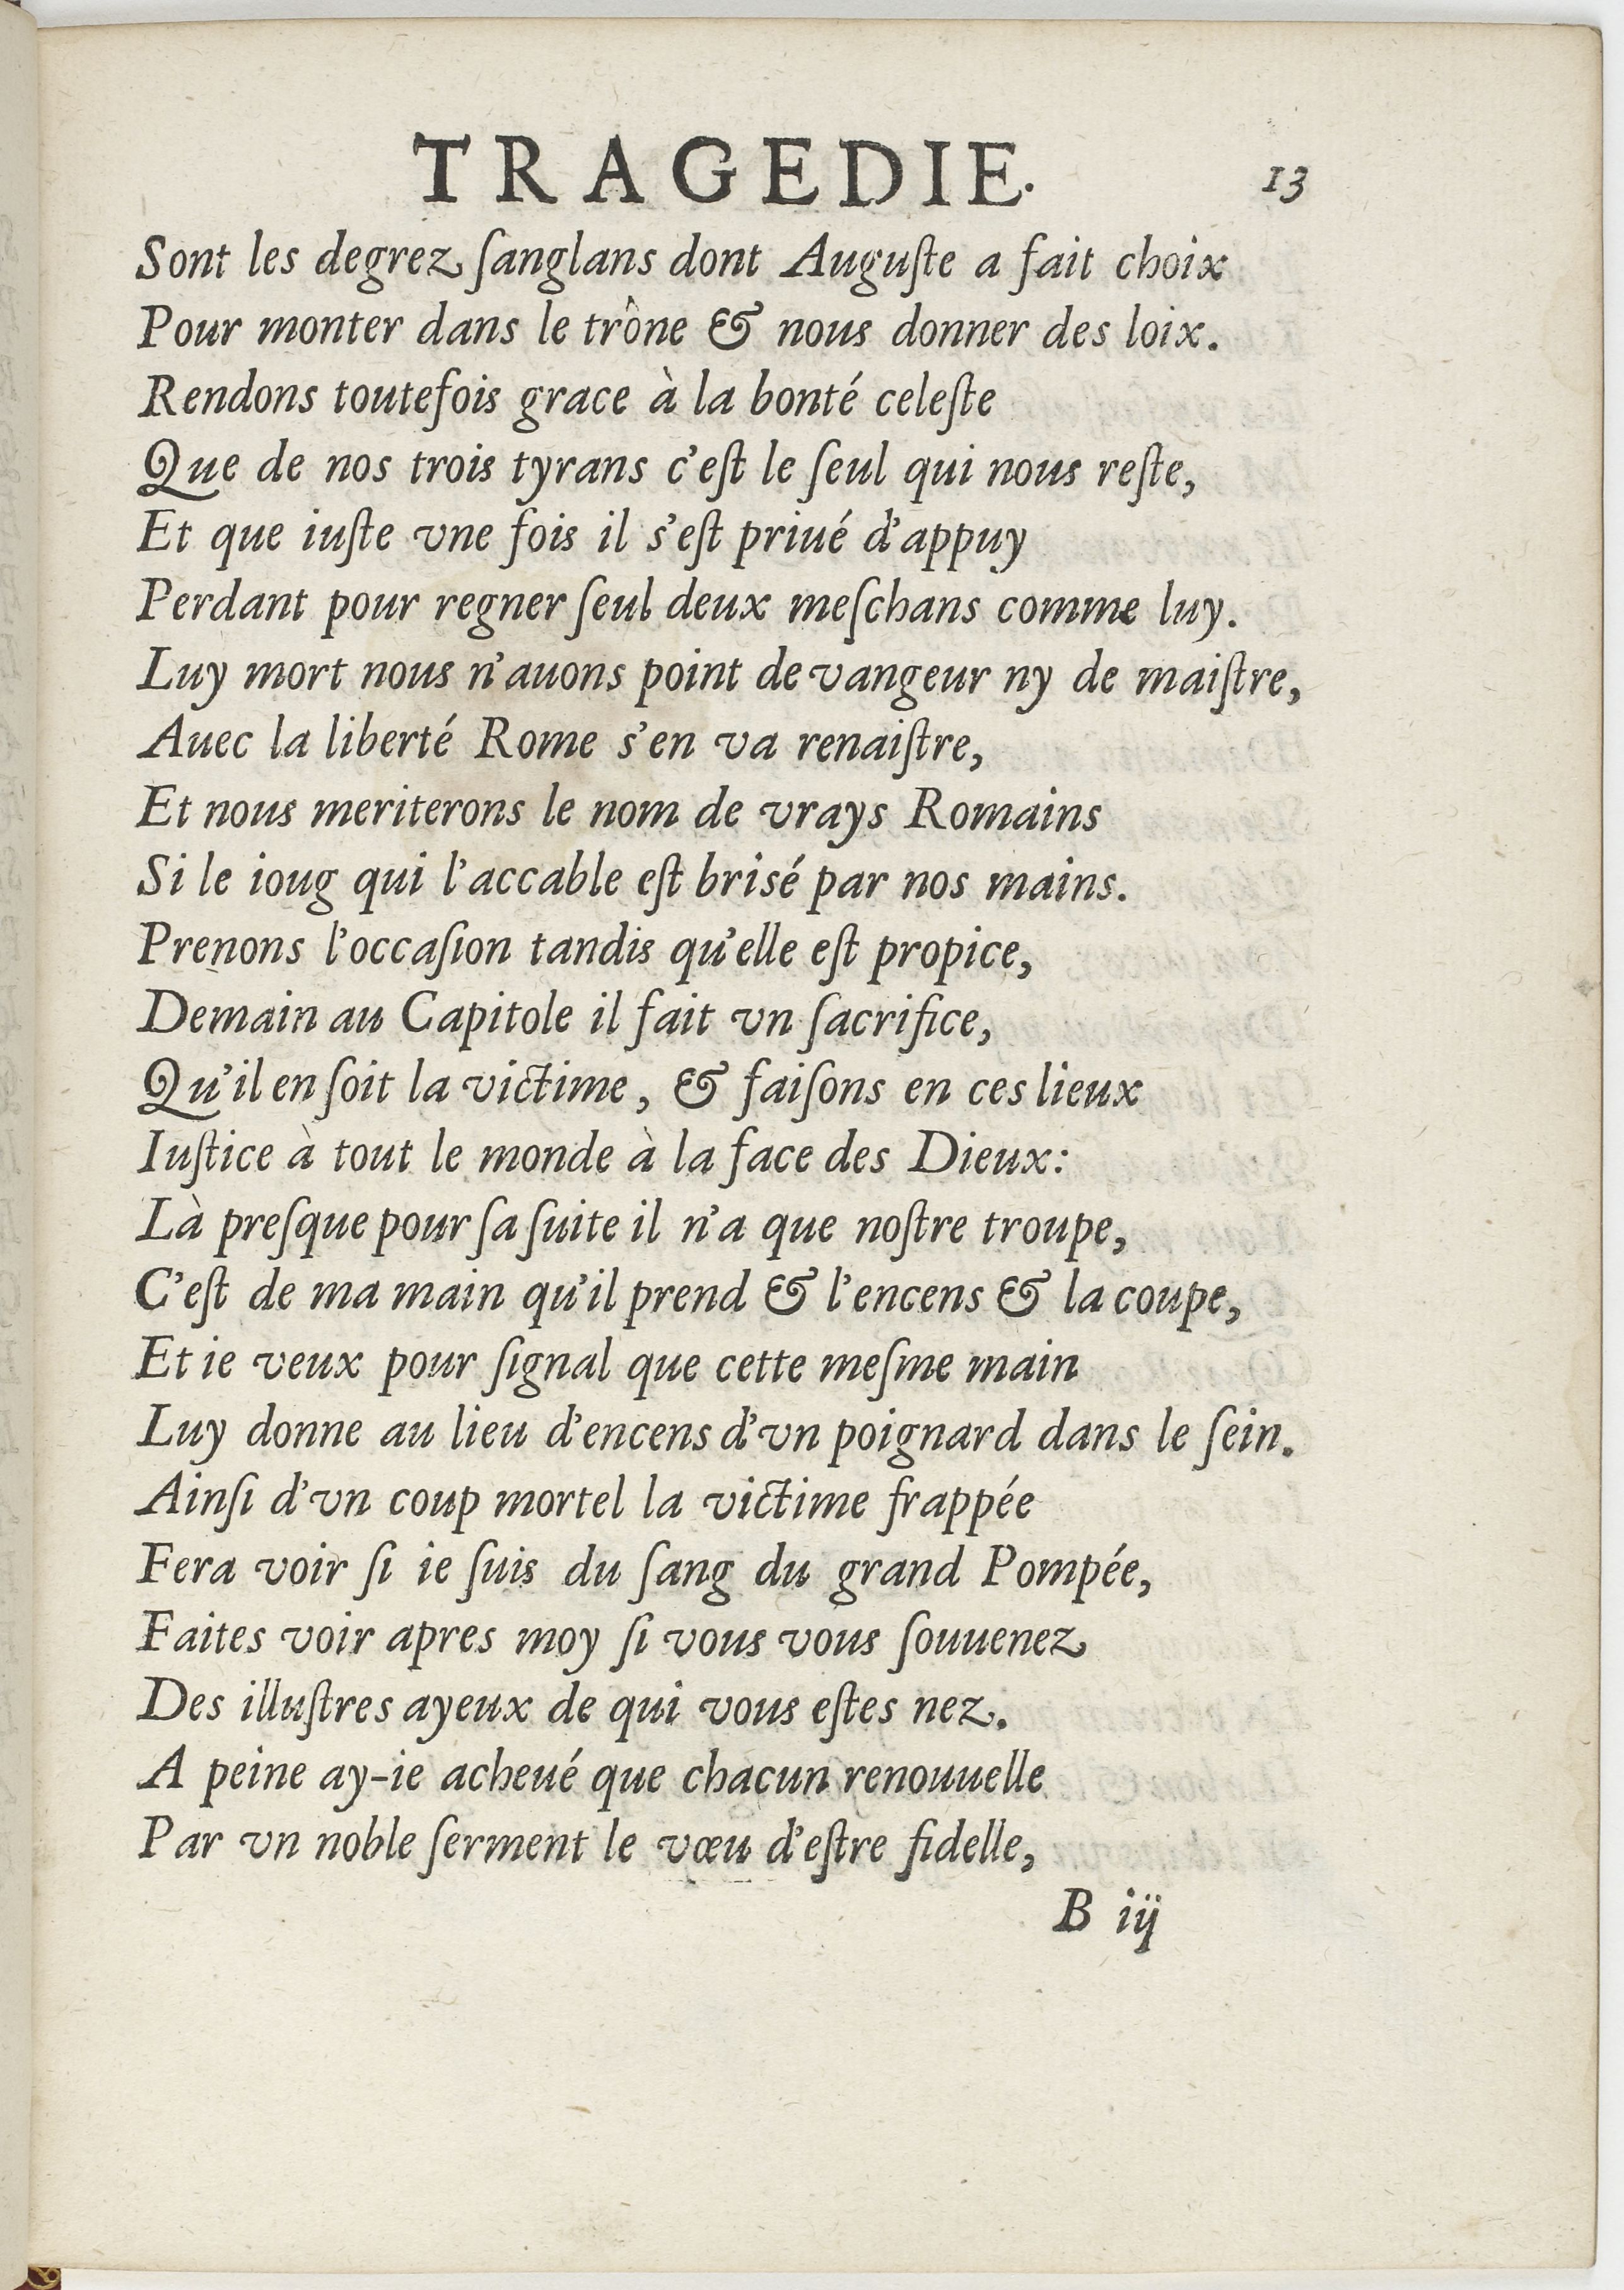 TRAGEDIE. 13
Sont les degrez ſanglans dont Auguſte a fait choix
Pour monter dans le trône & nous donner des loix.
Rendons toutefois grace à la bonté celeſte
Que de nos trois tyrans c'eſt le ſeul qui nous reſte,
Et que iuſte vne fois il s'eſt priué d'appuy
Perdant pour regner ſeul deux meſchans comme luy.
Luy mort nous n'auons point de vangeur ny de maiſtre,
Auec la liberté Rome s'en va renaiſtre,
Et nous meriterons le nom de vrays Romains
Si le ioug qui l'accable eſt brisé par nos mains.
Prenons l'occaſion tandis qu'elle eſt propice,
Demain au Capitole il fait vn ſacrifice,
Qu'il en ſoit la victime, & faiſons en ces lieux
Iuſtice à tout le monde à la face des Dieux:
Là preſque pour ſa ſuite il n'a que noſtre troupe,
C'eſt de ma main qu'il prend & l'encens & la coupe,
Et ie veux pour ſignal que cette meſme main
Luy donne au lieu d'encens d'vn poignard dans le ſein.
Ainſi d'vn coup mortel la victime frappée
Fera voir ſi ie ſuis du ſang du grand Pompée,
Faites voir apres moy ſi vous vous ſouuenez
Des illuſtres ayeux de qui vous eſtes nez.
A peine ay-ie acheué que chacun renouuelle
Par vn noble ſerment le vœu d'eſtre fidelle,
B iij